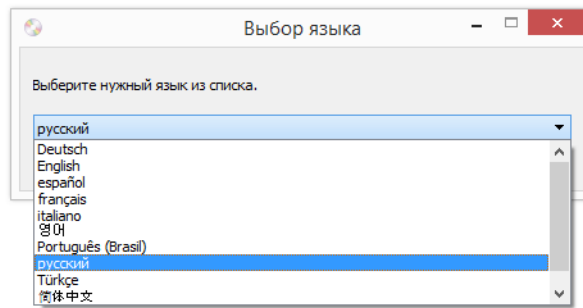 Выбор языка
Выберите нужный язык из списка.
русский
Deutsch
English
español
français
italiano
영어
Português (Brasil)
русский
Türkçe
简体中文